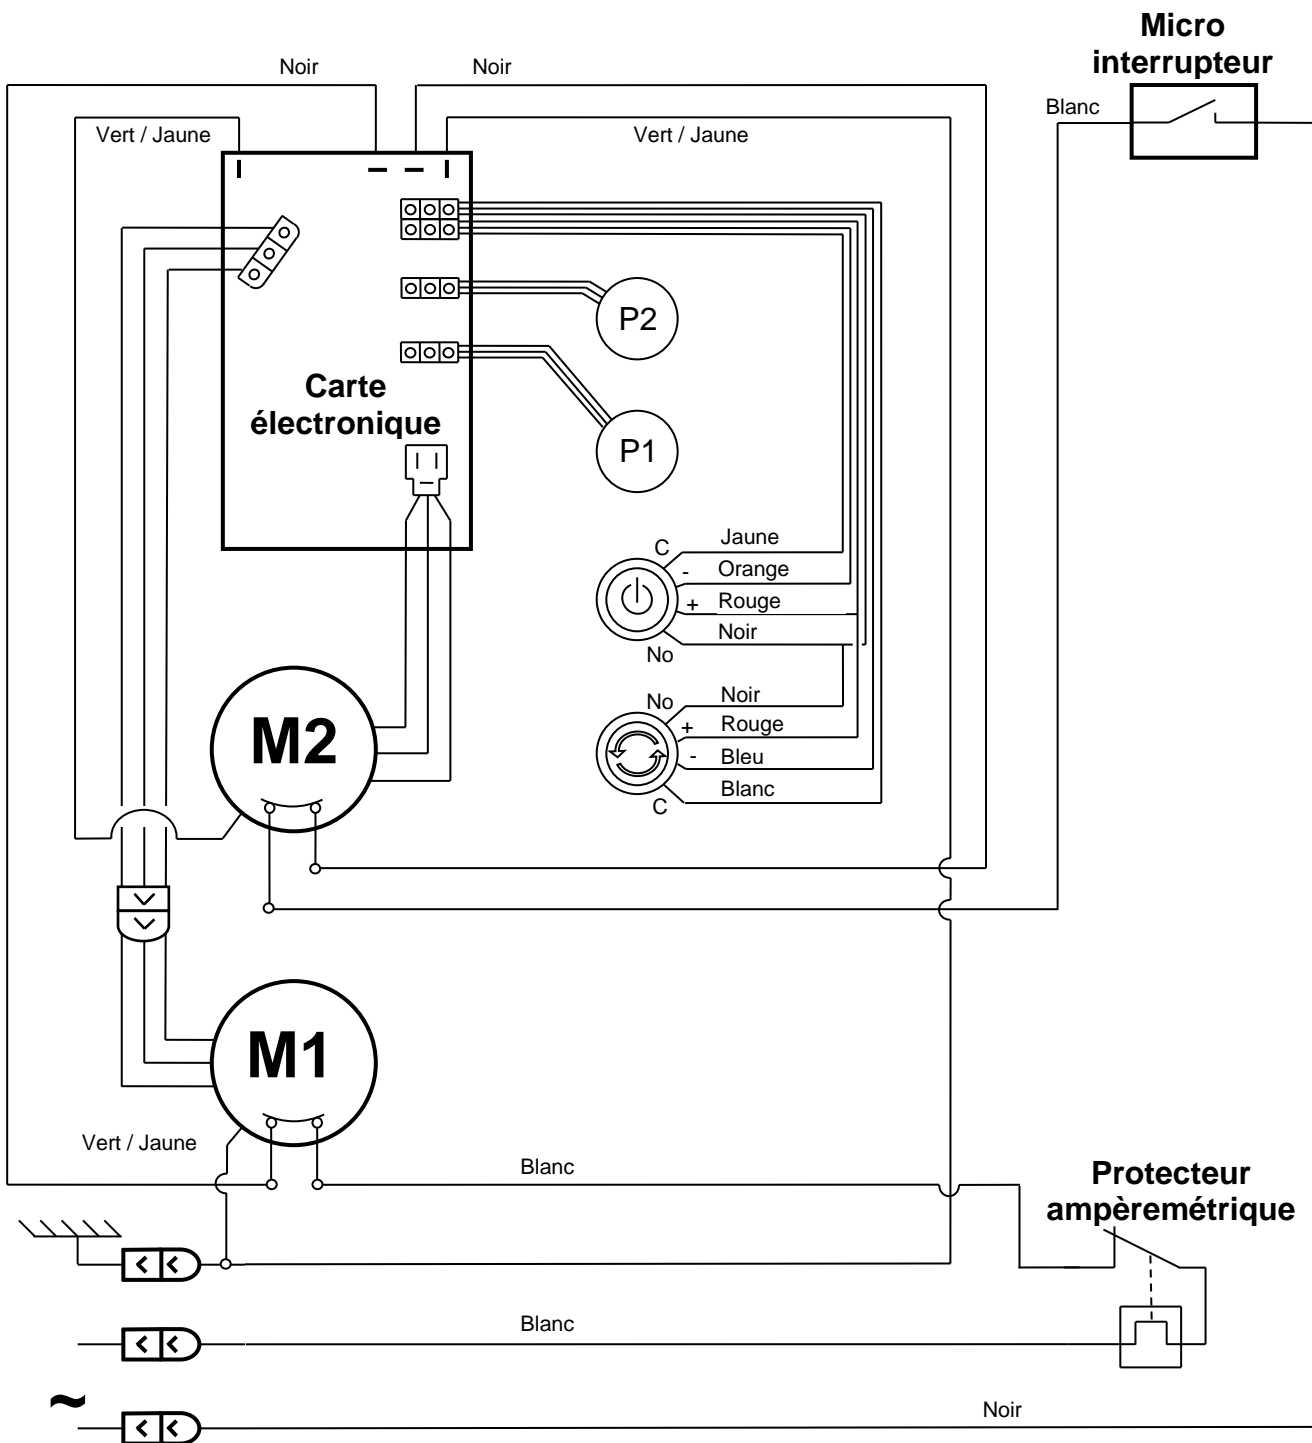 Micro
interrupteur
Noir
Noir
Blanc
Vert / Jaune
Vert / Jaune
P2
Carte
électronique
P1
C
Jaune
-
Orange
+
Rouge
Noir
No
No
Noir
+
Rouge
-
Bleu
Blanc
C
M2
M1
Vert / Jaune
Blanc
Protecteur
ampèremétrique
Blanc
~
Noir